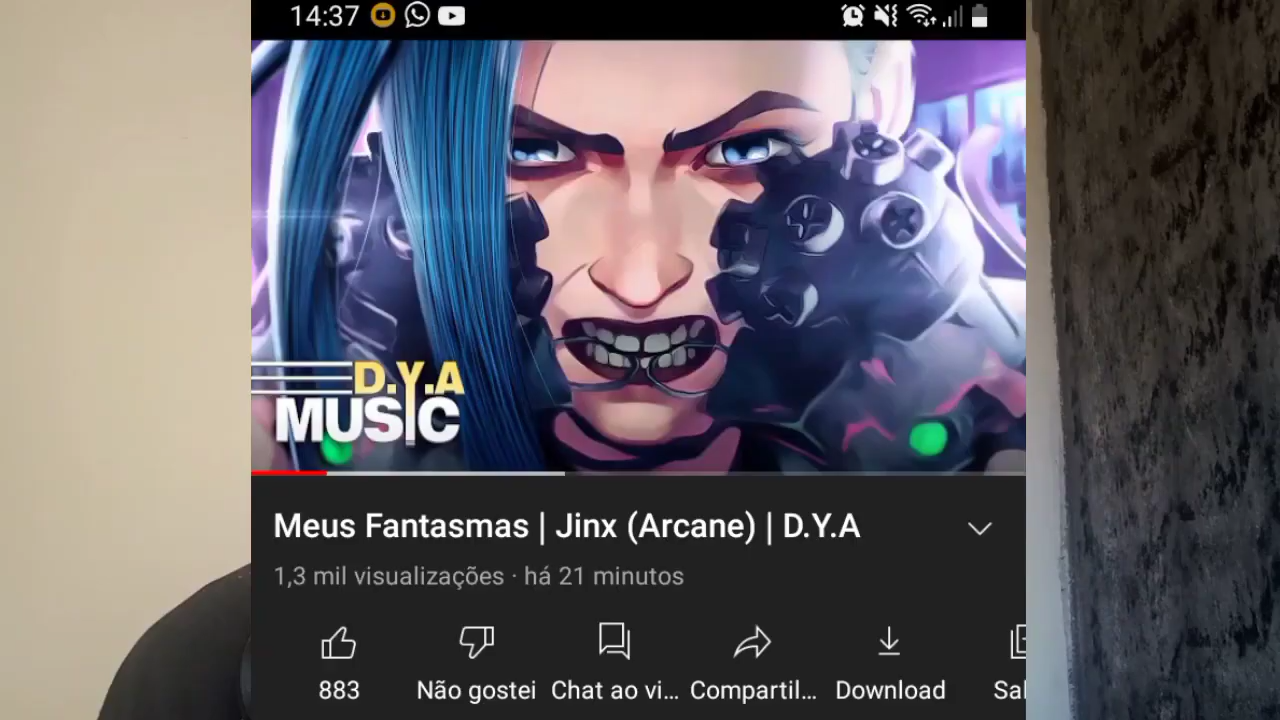 14:37
D.Y.A
MUSIC
Meus Fantasmas | Jinx (Arcane) | D.Y.A
1,3 mil visualizações · há 21 minutos
883 Não gostei Chat ao vi... Compartil... Download Sal